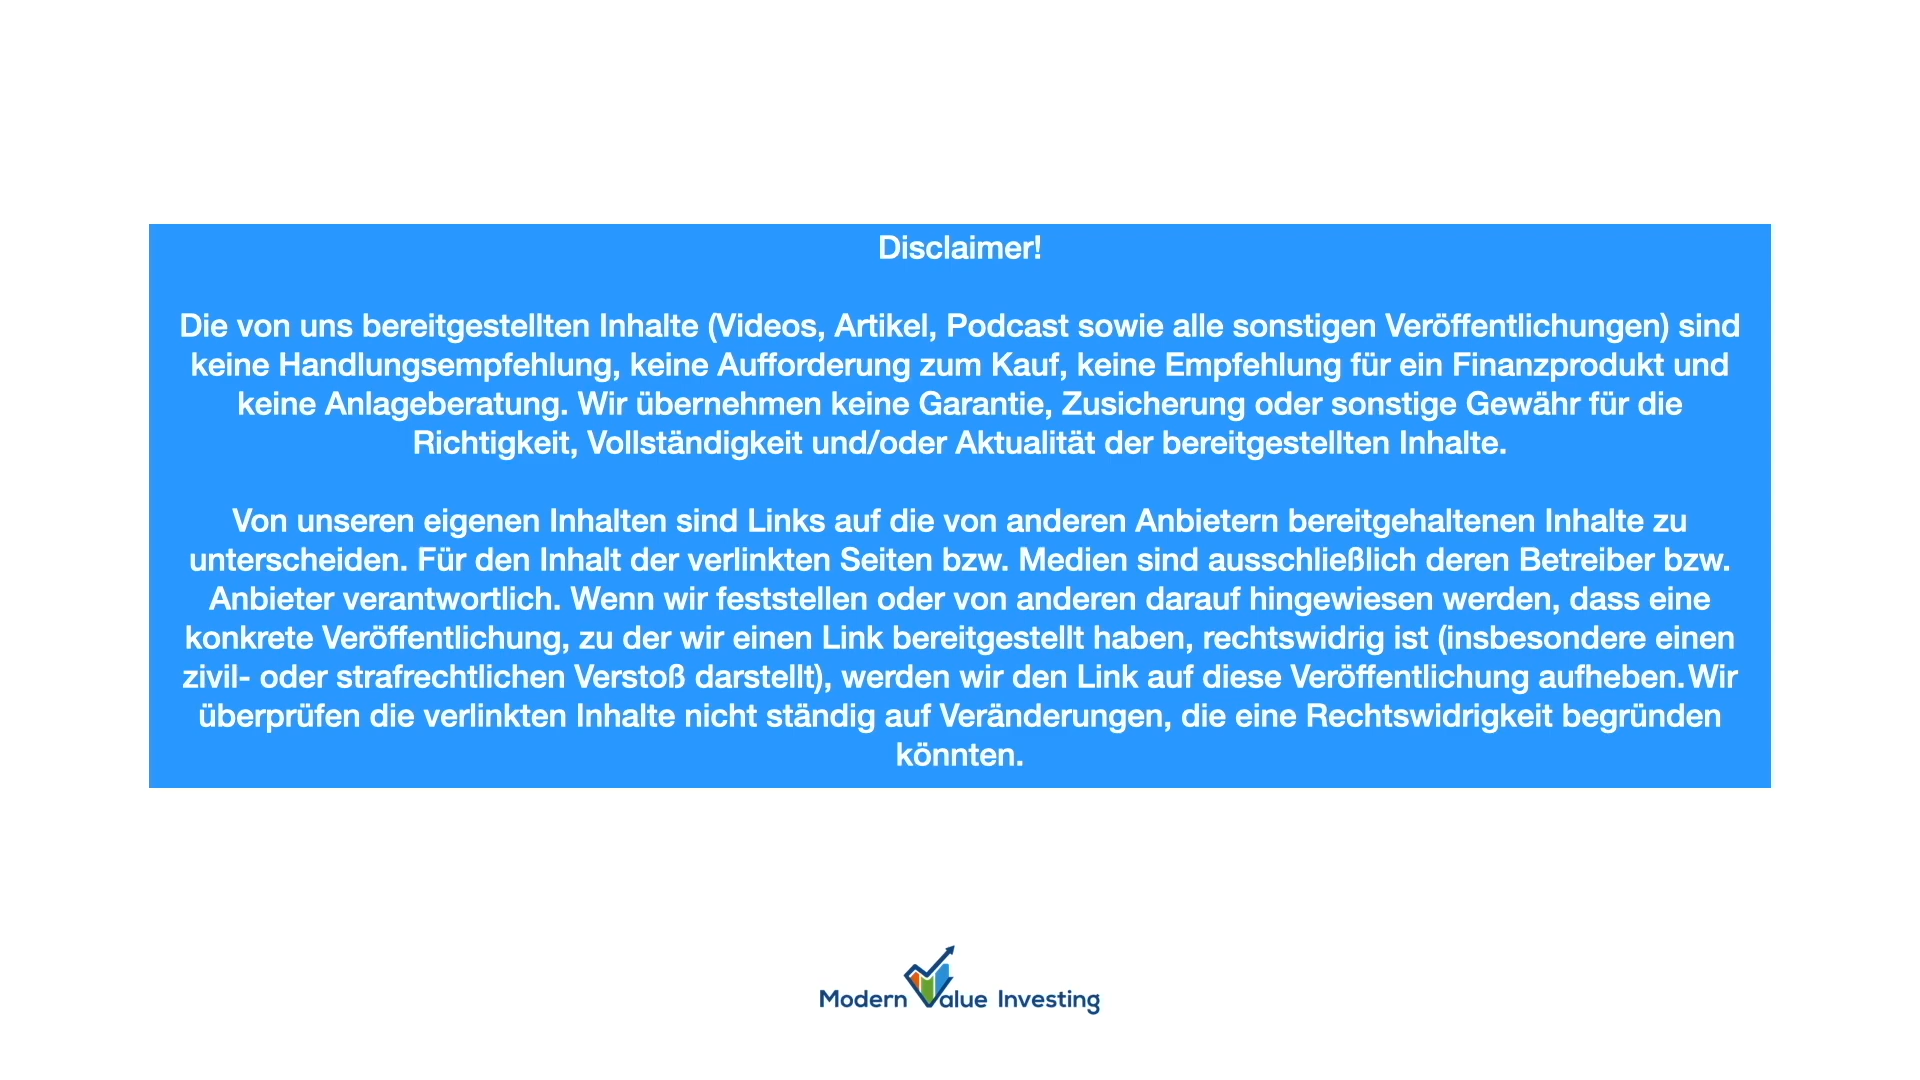 Disclaimer!
Die von uns bereitgestellten Inhalte (Videos, Artikel, Podcast sowie alle sonstigen Veröffentlichungen) sind
keine Handlungsempfehlung, keine Aufforderung zum Kauf, keine Empfehlung für ein Finanzprodukt und
keine Anlageberatung. Wir übernehmen keine Garantie, Zusicherung oder sonstige Gewähr für die
Richtigkeit, Vollständigkeit und/oder Aktualität der bereitgestellten Inhalte.
Von unseren eigenen Inhalten sind Links auf die von anderen Anbietern bereitgehaltenen Inhalte zu
unterscheiden. Für den Inhalt der verlinkten Seiten bzw. Medien sind ausschließlich deren Betreiber bzw.
Anbieter verantwortlich. Wenn wir feststellen oder von anderen darauf hingewiesen werden, dass eine
konkrete Veröffentlichung, zu der wir einen Link bereitgestellt haben, rechtswidrig ist (insbesondere einen
zivil- oder strafrechtlichen Verstoß darstellt), werden wir den Link auf diese Veröffentlichung aufheben. Wir
überprüfen die verlinkten Inhalte nicht ständig auf Veränderungen, die eine Rechtswidrigkeit begründen
könnten.
Modern Value Investing